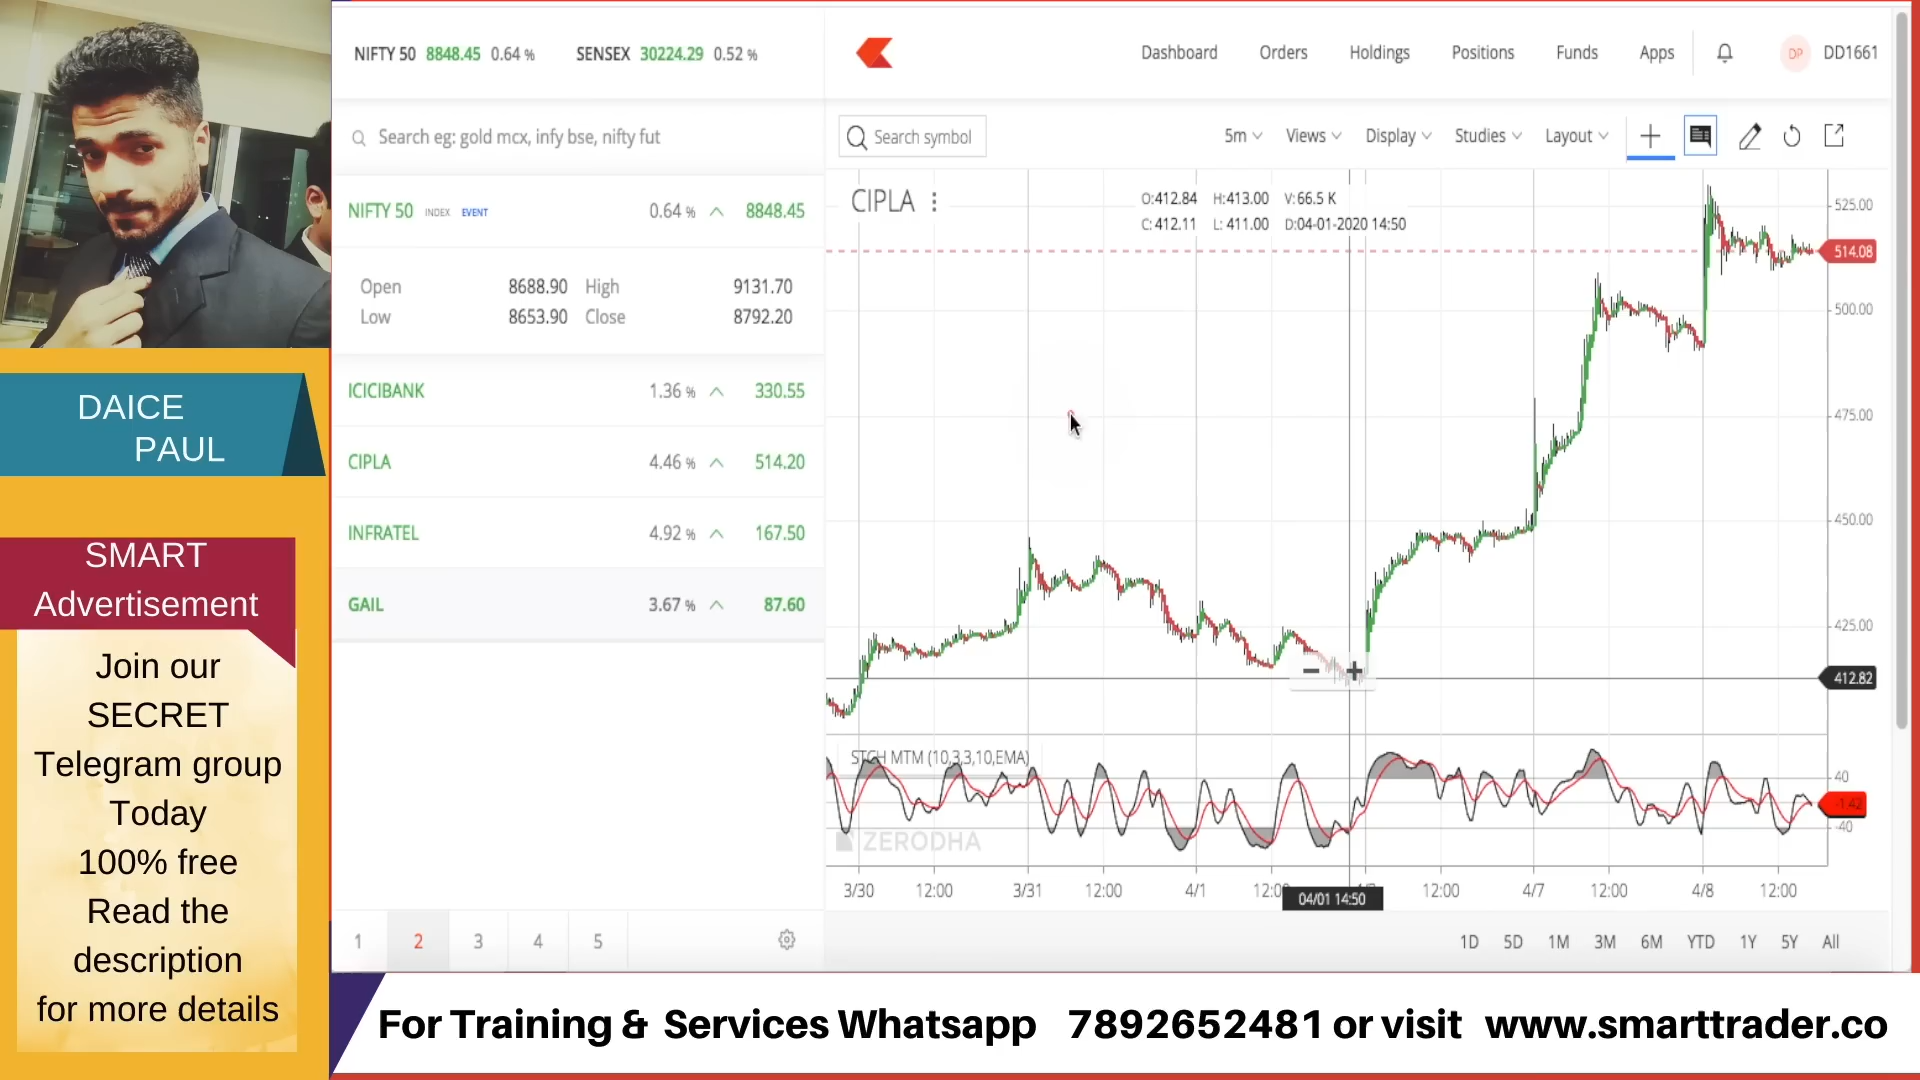 NIFTY 50 8848.45 0.64 % SENSEX 30224.29 0.52 %
Dashboard Orders Holdings Positions Funds Apps DP DD1661
Search eg: gold mcx, infy bse, nifty fut
Search symbol 5m Views Display Studies Layout
NIFTY 50 INDEX EVENT 0.64 % 8848.45
Open 8688.90 High 9131.70
Low 8653.90 Close 8792.20
ICICIBANK 1.36 % 330.55
CIPLA 4.46 % 514.20
INFRATEL 4.92 % 167.50
GAIL 3.67 % 87.60
1 2 3 4 5
CIPLA
O:412.84 H:413.00 V:66.5 K
C:412.11 L: 411.00 D:04-01-2020 14:50
525.00
514.08
500.00
475.00
450.00
425.00
412.82
STCH MTM (10,3,3,10,EMA)
40
-1.42
-40
ZERODHA
3/30 12:00 3/31 12:00 4/1 04/01 14:50 12:00 4/7 12:00 4/8 12:00
1D 5D 1M 3M 6M YTD 1Y 5Y All
DAICE
PAUL
SMART
Advertisement
Join our
SECRET
Telegram group
Today
100% free
Read the
description
for more details
For Training & Services Whatsapp 7892652481 or visit www.smarttrader.co